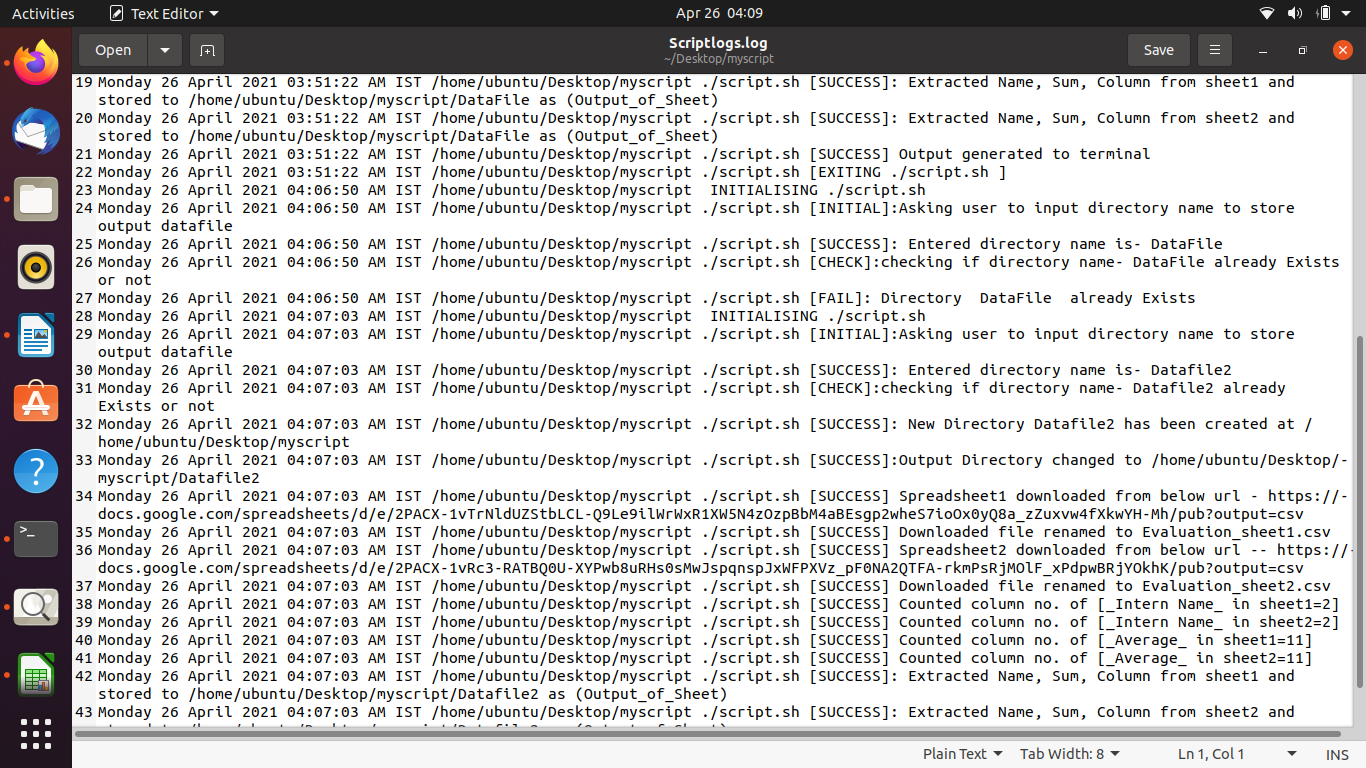 Activities
Text Editor
Apr 26 04:09
Open
Scriptlogs.log
~/Desktop/myscript
Save
19 Monday 26 April 2021 03:51:22 AM IST /home/ubuntu/Desktop/myscript ./script.sh [SUCCESS]: Extracted Name, Sum, Column from sheet1 and
stored to /home/ubuntu/Desktop/myscript/DataFile as (Output_of_Sheet)
20 Monday 26 April 2021 03:51:22 AM IST /home/ubuntu/Desktop/myscript ./script.sh [SUCCESS]: Extracted Name, Sum, Column from sheet2 and
stored to /home/ubuntu/Desktop/myscript/DataFile as (Output_of_Sheet)
21 Monday 26 April 2021 03:51:22 AM IST /home/ubuntu/Desktop/myscript ./script.sh [SUCCESS] Output generated to terminal
22 Monday 26 April 2021 03:51:22 AM IST /home/ubuntu/Desktop/myscript ./script.sh [EXITING ./script.sh ]
23 Monday 26 April 2021 04:06:50 AM IST /home/ubuntu/Desktop/myscript  INITIALISING ./script.sh
24 Monday 26 April 2021 04:06:50 AM IST /home/ubuntu/Desktop/myscript ./script.sh [INITIAL]:Asking user to input directory name to store
output datafile
25 Monday 26 April 2021 04:06:50 AM IST /home/ubuntu/Desktop/myscript ./script.sh [SUCCESS]: Entered directory name is- DataFile
26 Monday 26 April 2021 04:06:50 AM IST /home/ubuntu/Desktop/myscript ./script.sh [CHECK]:checking if directory name- DataFile already Exists
or not
27 Monday 26 April 2021 04:06:50 AM IST /home/ubuntu/Desktop/myscript ./script.sh [FAIL]: Directory  DataFile  already Exists
28 Monday 26 April 2021 04:07:03 AM IST /home/ubuntu/Desktop/myscript  INITIALISING ./script.sh
29 Monday 26 April 2021 04:07:03 AM IST /home/ubuntu/Desktop/myscript ./script.sh [INITIAL]:Asking user to input directory name to store
output datafile
30 Monday 26 April 2021 04:07:03 AM IST /home/ubuntu/Desktop/myscript ./script.sh [SUCCESS]: Entered directory name is- Datafile2
31 Monday 26 April 2021 04:07:03 AM IST /home/ubuntu/Desktop/myscript ./script.sh [CHECK]:checking if directory name- Datafile2 already
Exists or not
32 Monday 26 April 2021 04:07:03 AM IST /home/ubuntu/Desktop/myscript ./script.sh [SUCCESS]: New Directory Datafile2 has been created at /
home/ubuntu/Desktop/myscript
33 Monday 26 April 2021 04:07:03 AM IST /home/ubuntu/Desktop/myscript ./script.sh [SUCCESS]:Output Directory changed to /home/ubuntu/Desktop/-
myscript/Datafile2
34 Monday 26 April 2021 04:07:03 AM IST /home/ubuntu/Desktop/myscript ./script.sh [SUCCESS] Spreadsheet1 downloaded from below url - https://-
docs.google.com/spreadsheets/d/e/2PACX-1vTrNldUZStbLCL-Q9Le9ilWrWxR1XW5N4zOzpBbM4aBEsgp2wheS7ioOx0yQ8a_zZuxvw4fXkwYH-Mh/pub?output=csv
35 Monday 26 April 2021 04:07:03 AM IST /home/ubuntu/Desktop/myscript ./script.sh [SUCCESS] Downloaded file renamed to Evaluation_sheet1.csv
36 Monday 26 April 2021 04:07:03 AM IST /home/ubuntu/Desktop/myscript ./script.sh [SUCCESS] Spreadsheet2 downloaded from below url -- https://-
docs.google.com/spreadsheets/d/e/2PACX-1vRc3-RATBQ0U-XYPwb8uRHs0sMwJspqnspJxWFPXVz_pF0NA2QTFA-rkmPsRjMOlF_xPdpwBRjYOkhK/pub?output=csv
37 Monday 26 April 2021 04:07:03 AM IST /home/ubuntu/Desktop/myscript ./script.sh [SUCCESS] Downloaded file renamed to Evaluation_sheet2.csv
38 Monday 26 April 2021 04:07:03 AM IST /home/ubuntu/Desktop/myscript ./script.sh [SUCCESS] Counted column no. of [_Intern Name_ in sheet1=2]
39 Monday 26 April 2021 04:07:03 AM IST /home/ubuntu/Desktop/myscript ./script.sh [SUCCESS] Counted column no. of [_Intern Name_ in sheet2=2]
40 Monday 26 April 2021 04:07:03 AM IST /home/ubuntu/Desktop/myscript ./script.sh [SUCCESS] Counted column no. of [_Average_ in sheet1=11]
41 Monday 26 April 2021 04:07:03 AM IST /home/ubuntu/Desktop/myscript ./script.sh [SUCCESS] Counted column no. of [_Average_ in sheet2=11]
42 Monday 26 April 2021 04:07:03 AM IST /home/ubuntu/Desktop/myscript ./script.sh [SUCCESS]: Extracted Name, Sum, Column from sheet1 and
stored to /home/ubuntu/Desktop/myscript/Datafile2 as (Output_of_Sheet)
43 Monday 26 April 2021 04:07:03 AM IST /home/ubuntu/Desktop/myscript ./script.sh [SUCCESS]: Extracted Name, Sum, Column from sheet2 and
Plain Text
Tab Width: 8
Ln 1, Col 1
INS